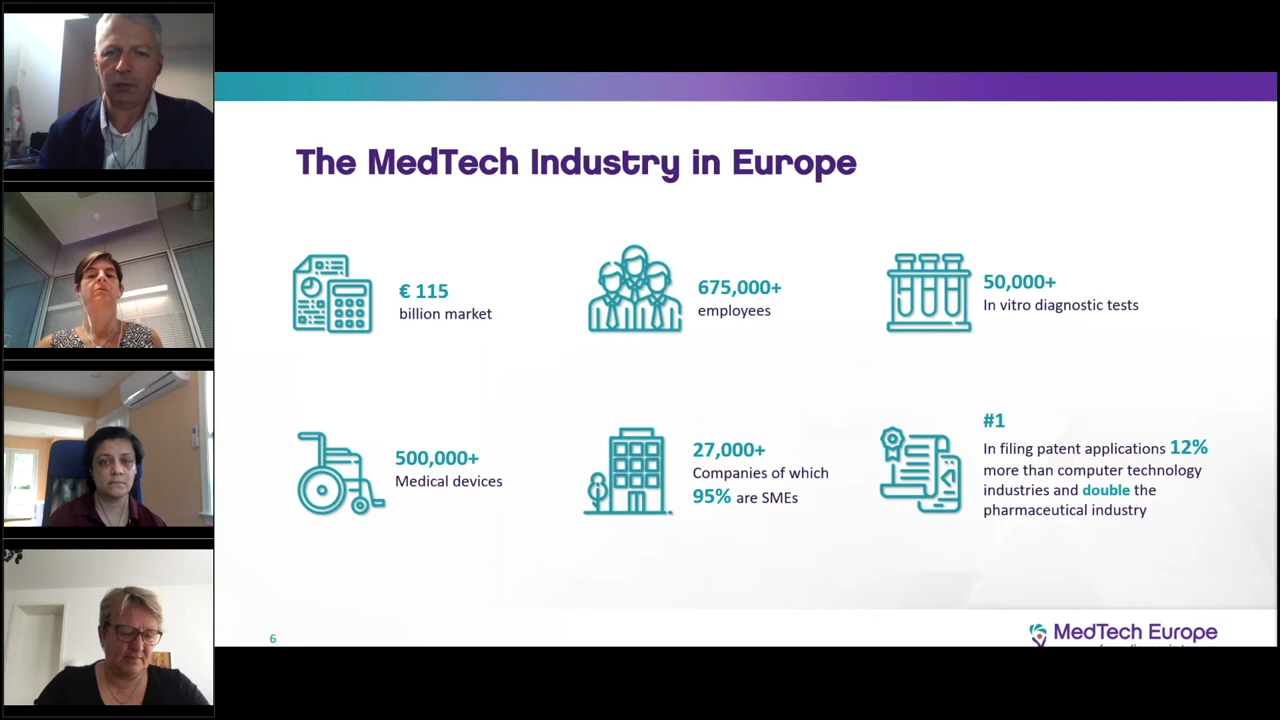 The MedTech Industry in Europe
€ 115
billion market
675,000+
employees
50,000+
In vitro diagnostic tests
500,000+
Medical devices
27,000+
Companies of which
95% are SMEs
#1
In filing patent applications 12%
more than computer technology
industries and double the
pharmaceutical industry
6
MedTech Europe